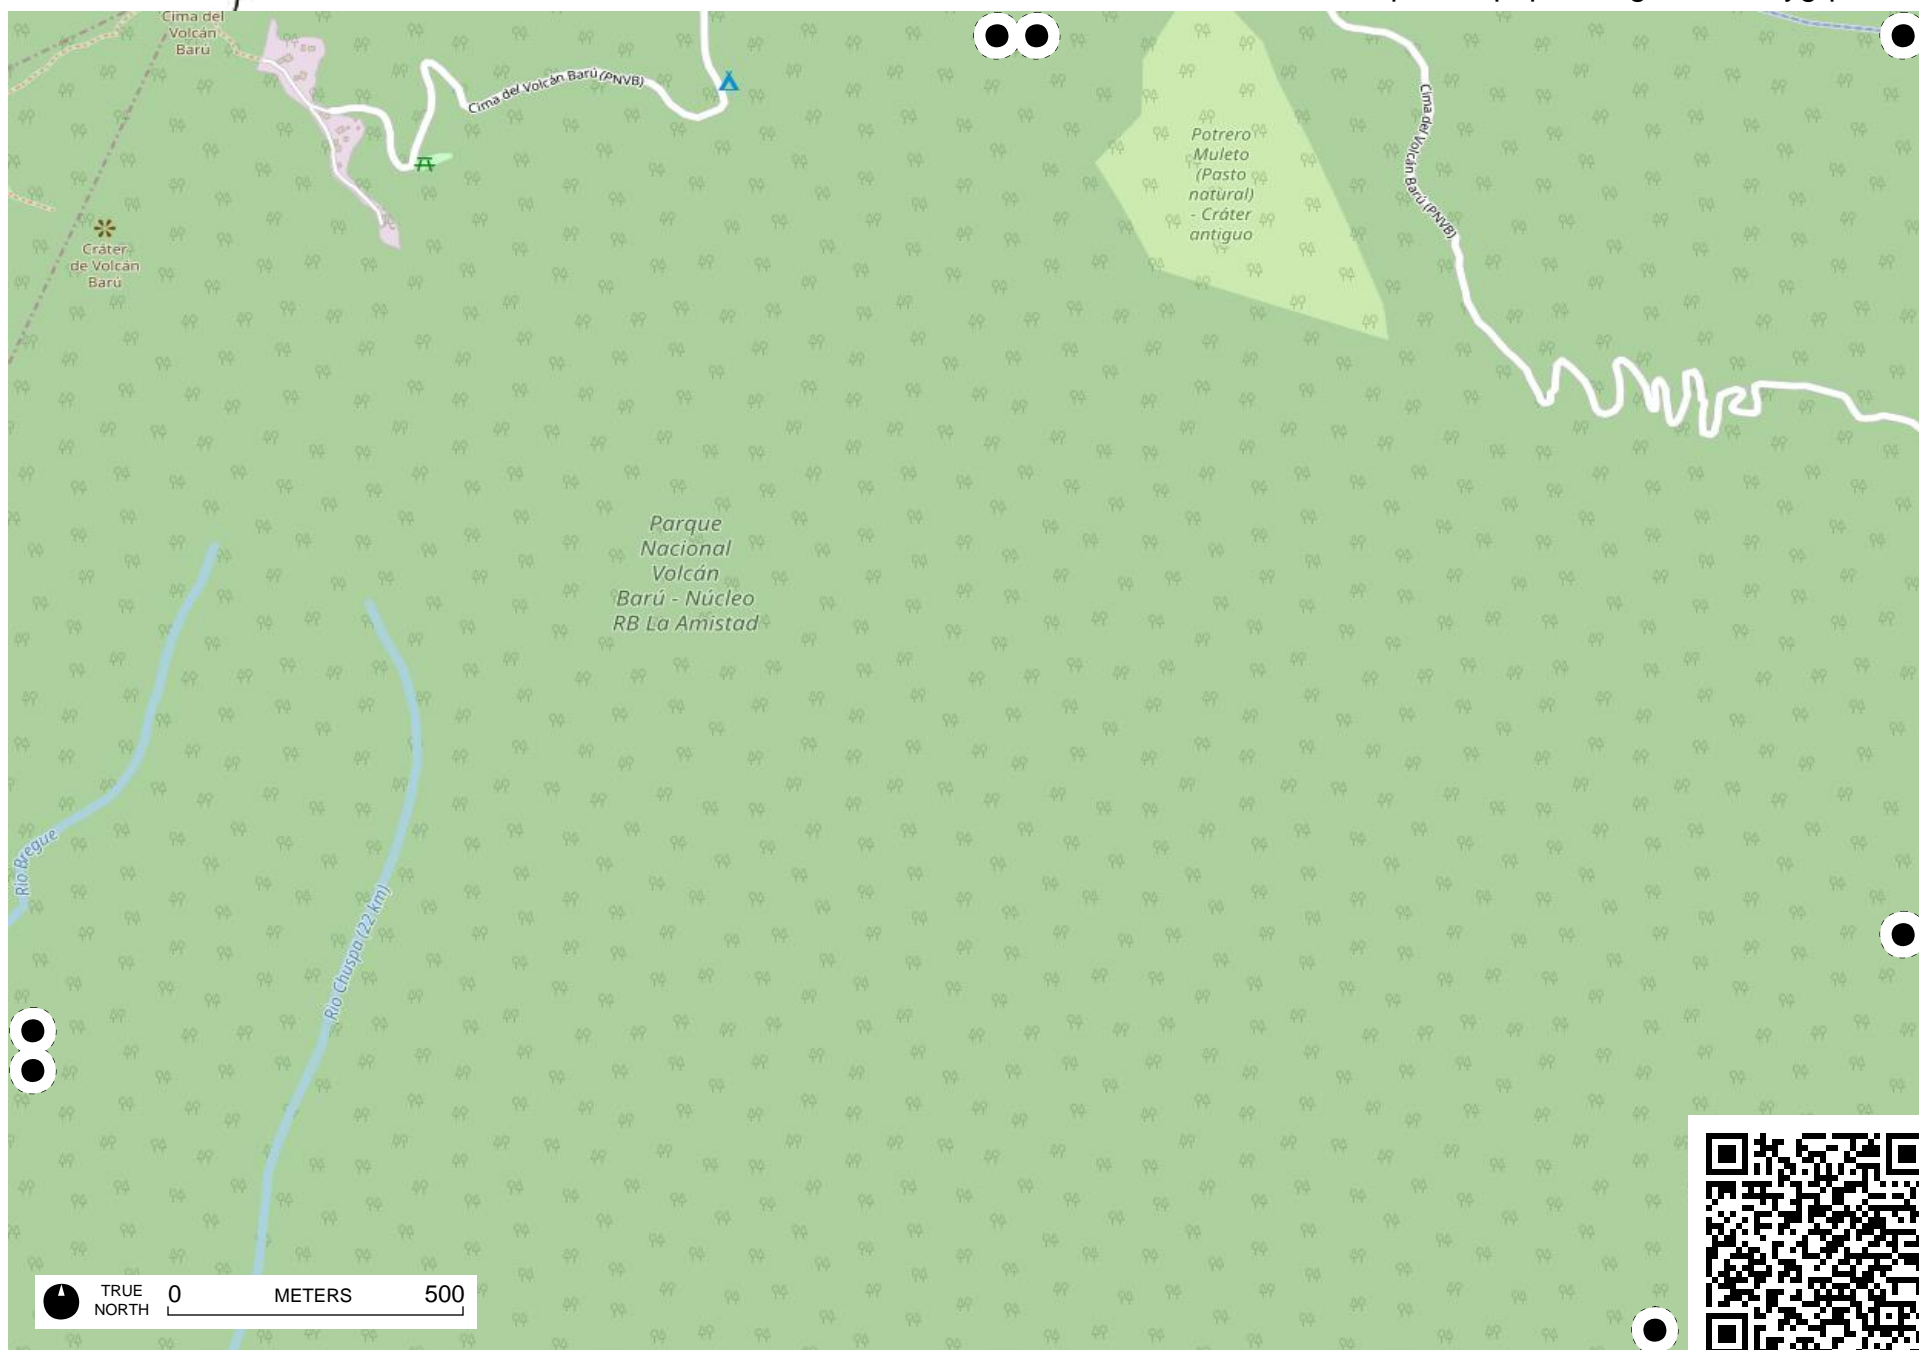 Cima del
Volcán
Barú
Cima del Volcán Barú (PNVB)
Potrero
Muleto
(Pasto
natural)
- Cráter
antiguo
Cima del Volcán Barú (PNVB)
Cráter
de Volcán
Barú
Parque
Nacional
Volcán
Barú - Núcleo
RB La Amistad
Rio Bregue
Rio Chuspa (22 km)
TRUE
NORTH
0 METERS 500